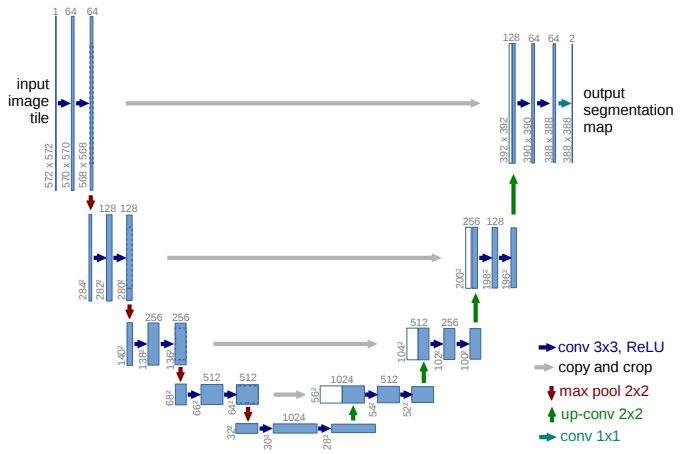 1 64 64
128 64 64 2
input
image
tile
output
segmentation
map
572 x 572
570 x 570
568 x 568
392 x 392
390 x 390
388 x 388
388 x 388
128 128
256 128
284²
282²
280²
200²
198²
196²
256 256
512 256
140²
138²
136²
104²
102²
100²
512 512
1024 512
68²
66²
64²
56²
54²
52²
1024
32²
30²
28²
conv 3x3, ReLU
copy and crop
max pool 2x2
up-conv 2x2
conv 1x1